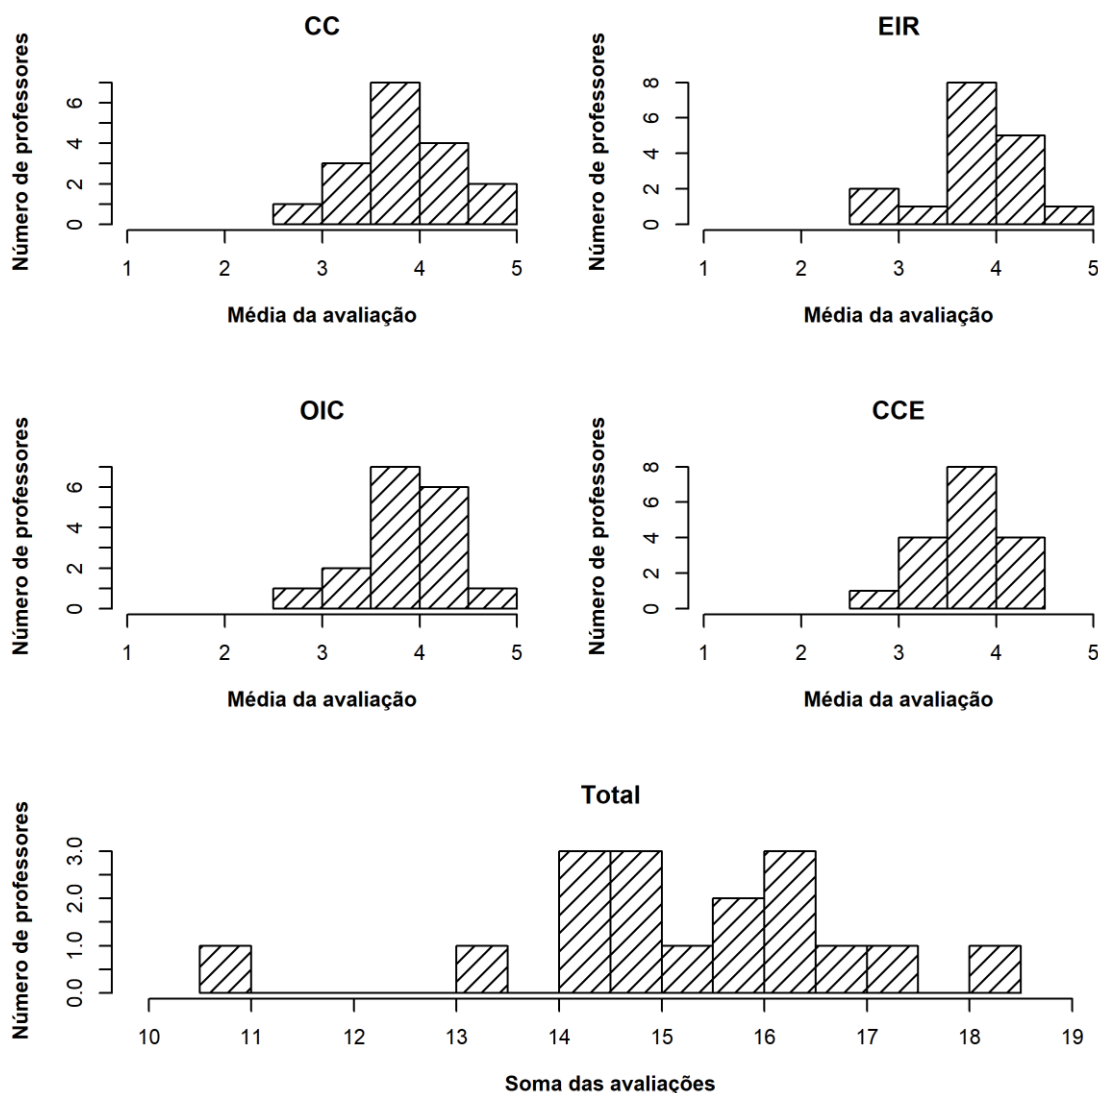 CC
Número de professores
0 2 4 6
1 2 3 4 5
Média da avaliação
EIR
Número de professores
0 2 4 6 8
1 2 3 4 5
Média da avaliação
OIC
Número de professores
0 2 4 6
1 2 3 4 5
Média da avaliação
CCE
Número de professores
0 2 4 6 8
1 2 3 4 5
Média da avaliação
Total
Número de professores
0.0 1.0 2.0 3.0
10 11 12 13 14 15 16 17 18 19
Soma das avaliações